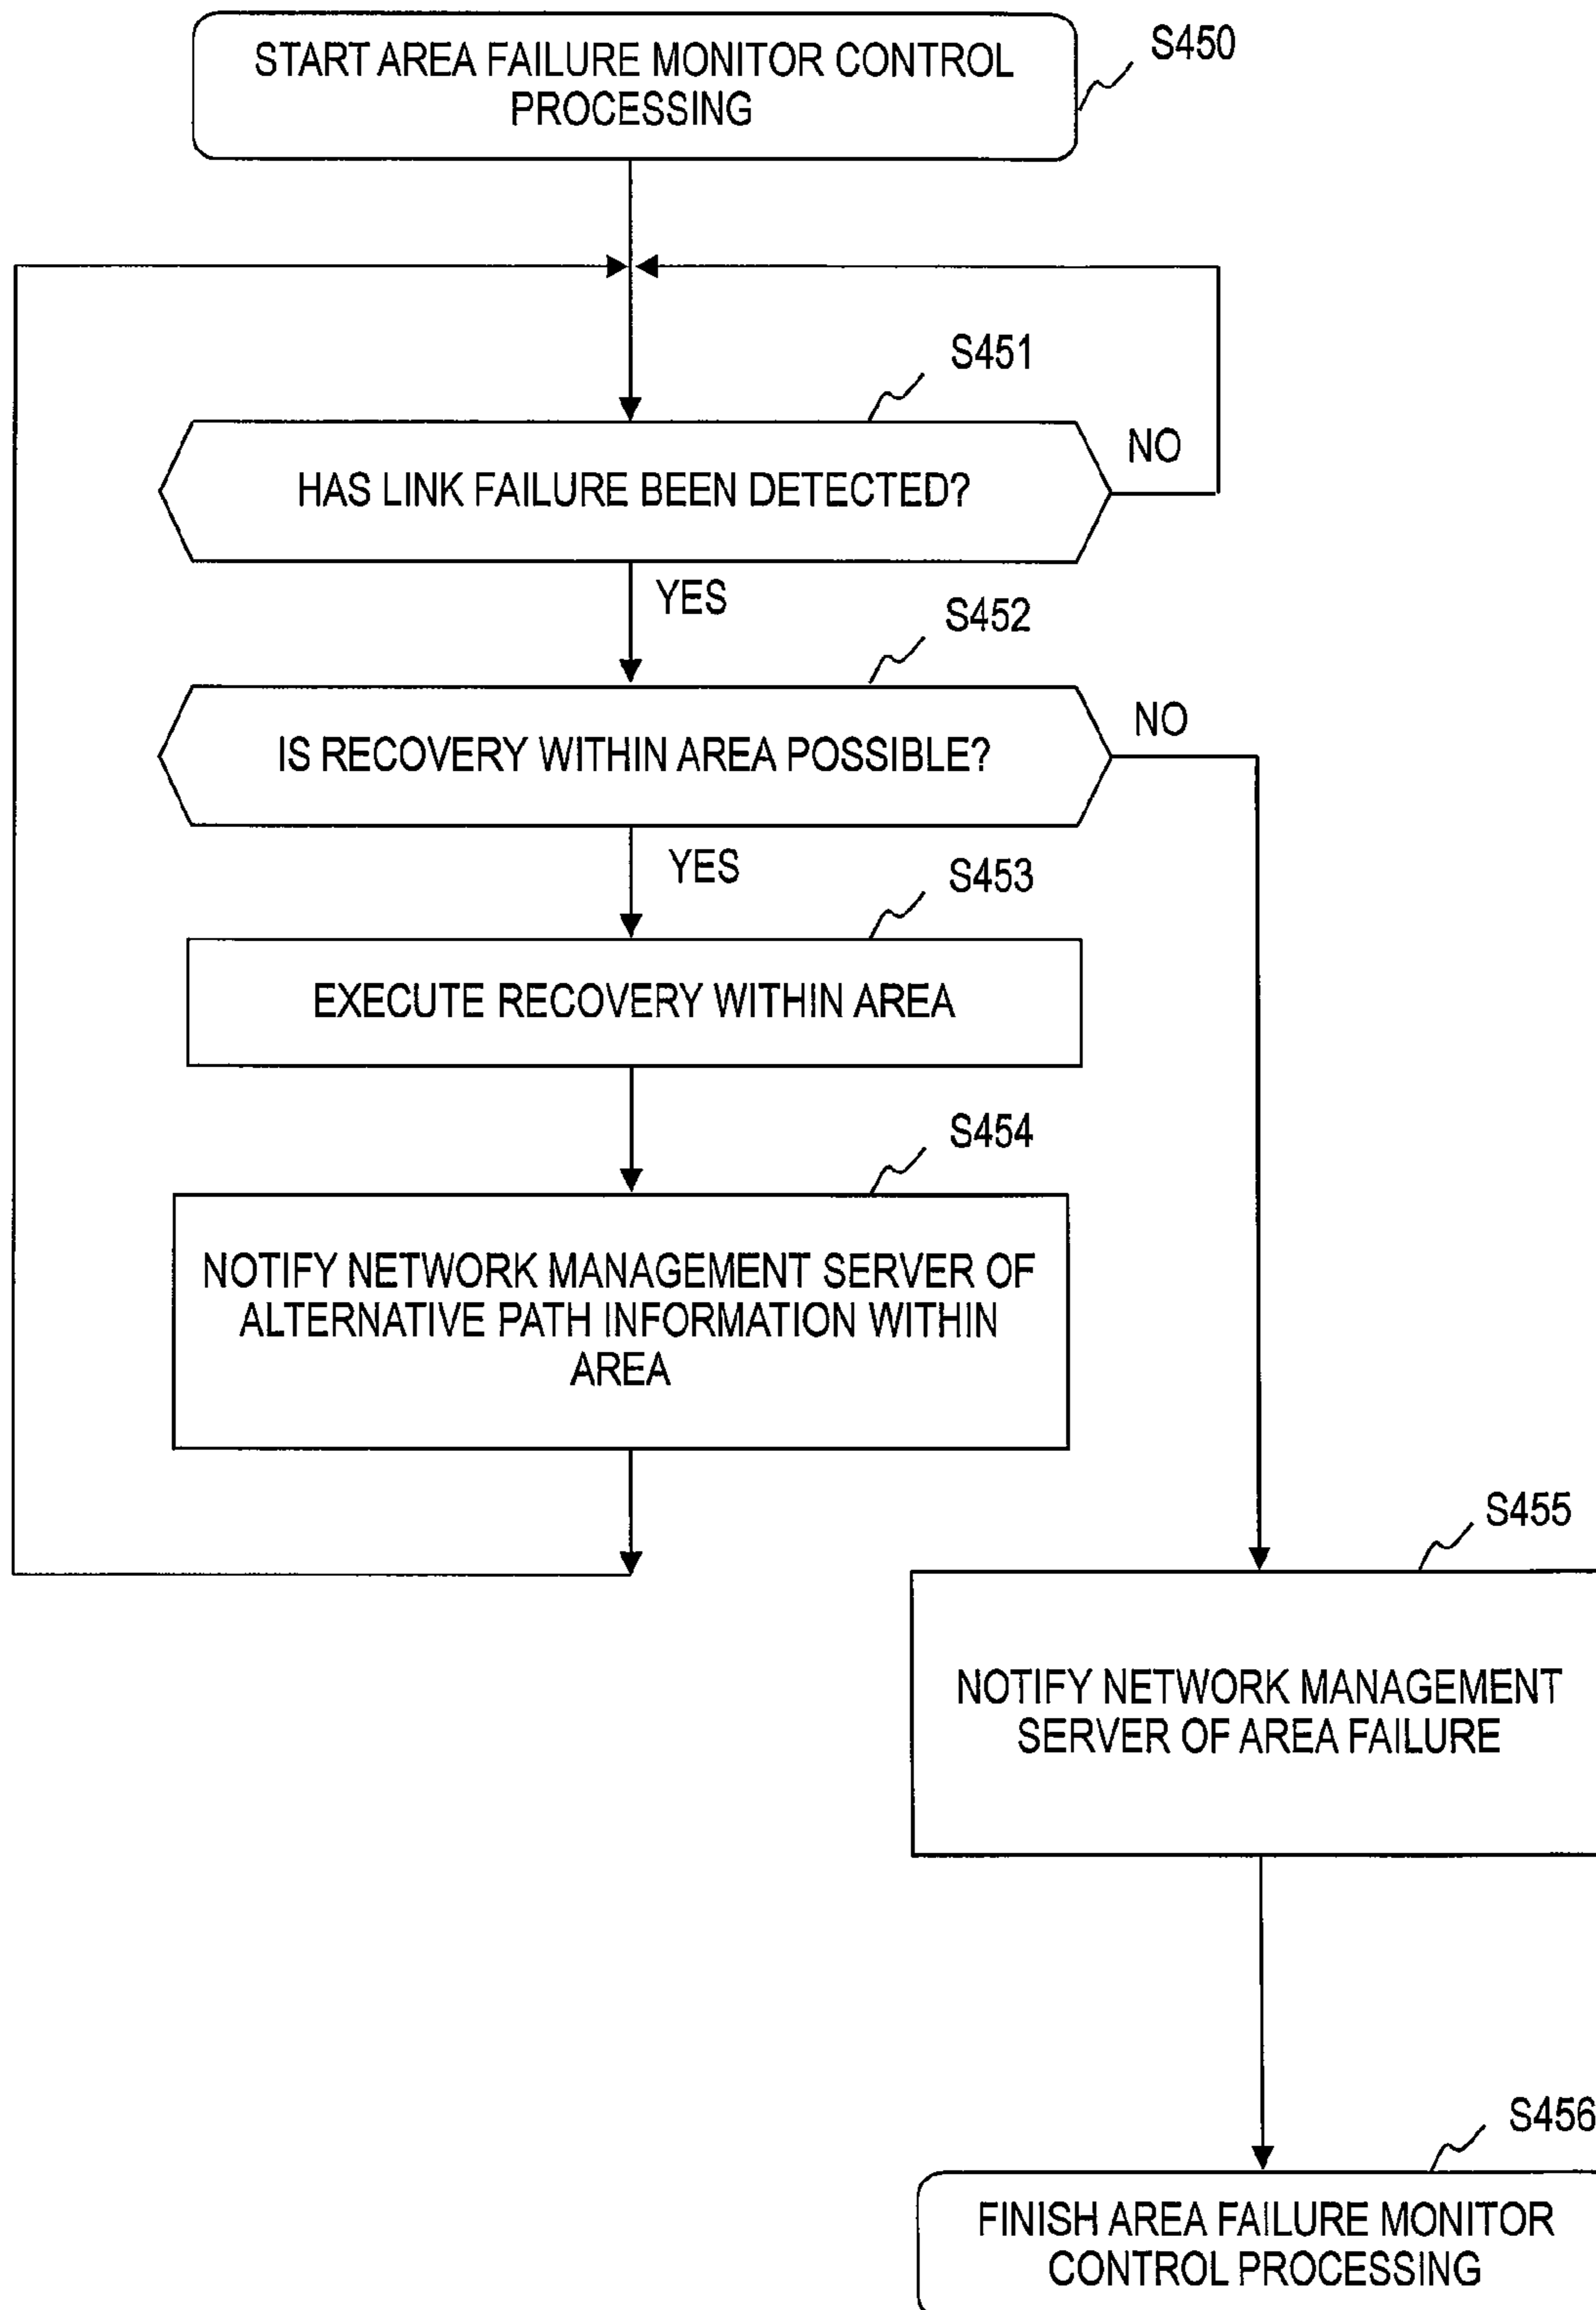 START AREA FAILURE MONITOR CONTROL
PROCESSING
S450
S451
HAS LINK FAILURE BEEN DETECTED?
NO
YES
S452
IS RECOVERY WITHIN AREA POSSIBLE?
NO
YES
S453
EXECUTE RECOVERY WITHIN AREA
S454
NOTIFY NETWORK MANAGEMENT SERVER OF
ALTERNATIVE PATH INFORMATION WITHIN
AREA
S455
NOTIFY NETWORK MANAGEMENT
SERVER OF AREA FAILURE
S456
FINISH AREA FAILURE MONITOR
CONTROL PROCESSING